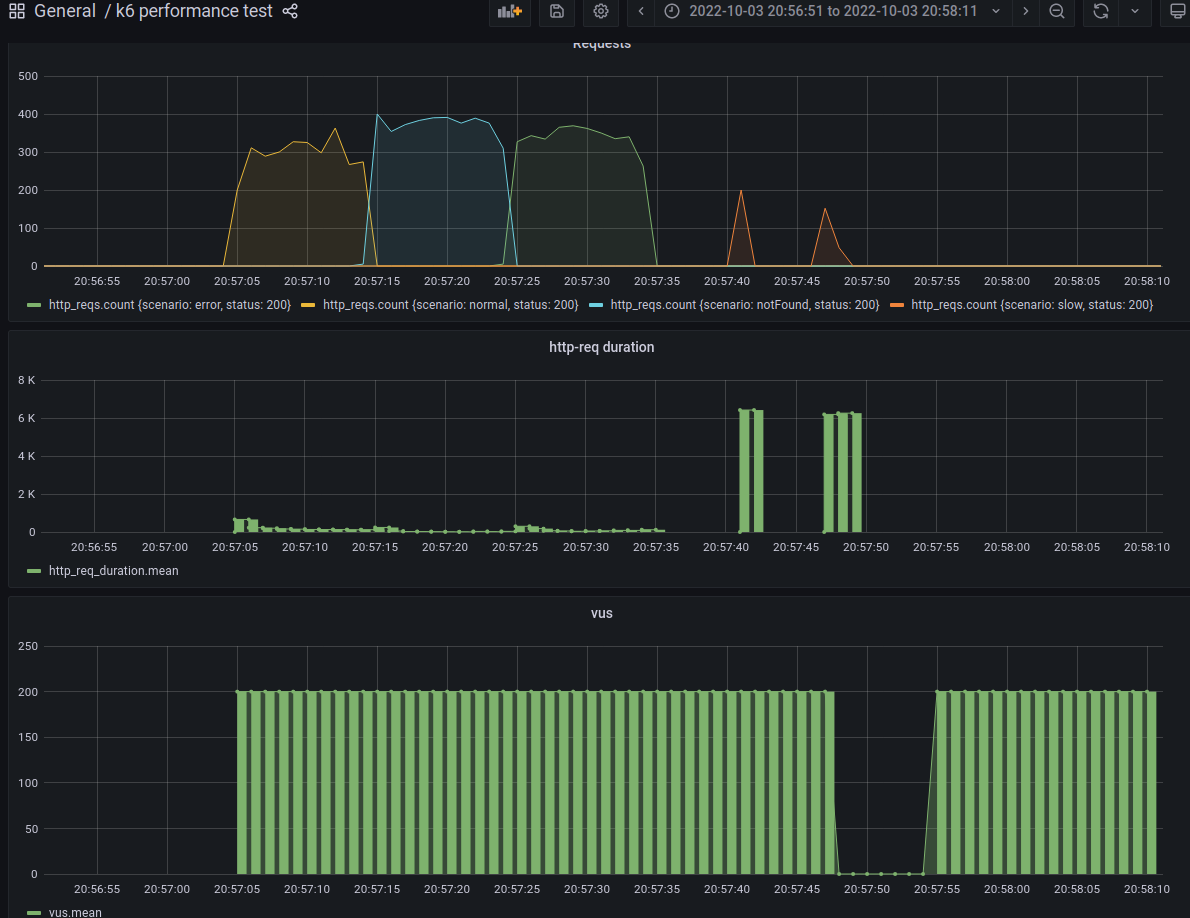 General / k6 performance test 2022-10-03 20:56:51 to 2022-10-03 20:58:11
Requests
500
400
300
200
100
0
20:56:55 20:57:00 20:57:05 20:57:10 20:57:15 20:57:20 20:57:25 20:57:30 20:57:35 20:57:40 20:57:45 20:57:50 20:57:55 20:58:00 20:58:05 20:58:10
http_reqs.count {scenario: error, status: 200} http_reqs.count {scenario: normal, status: 200} http_reqs.count {scenario: notFound, status: 200} http_reqs.count {scenario: slow, status: 200}
http-req duration
8 K
6 K
4 K
2 K
0
20:56:55 20:57:00 20:57:05 20:57:10 20:57:15 20:57:20 20:57:25 20:57:30 20:57:35 20:57:40 20:57:45 20:57:50 20:57:55 20:58:00 20:58:05 20:58:10
http_req_duration.mean
vus
250
200
150
100
50
0
20:56:55 20:57:00 20:57:05 20:57:10 20:57:15 20:57:20 20:57:25 20:57:30 20:57:35 20:57:40 20:57:45 20:57:50 20:57:55 20:58:00 20:58:05 20:58:10
vus.mean